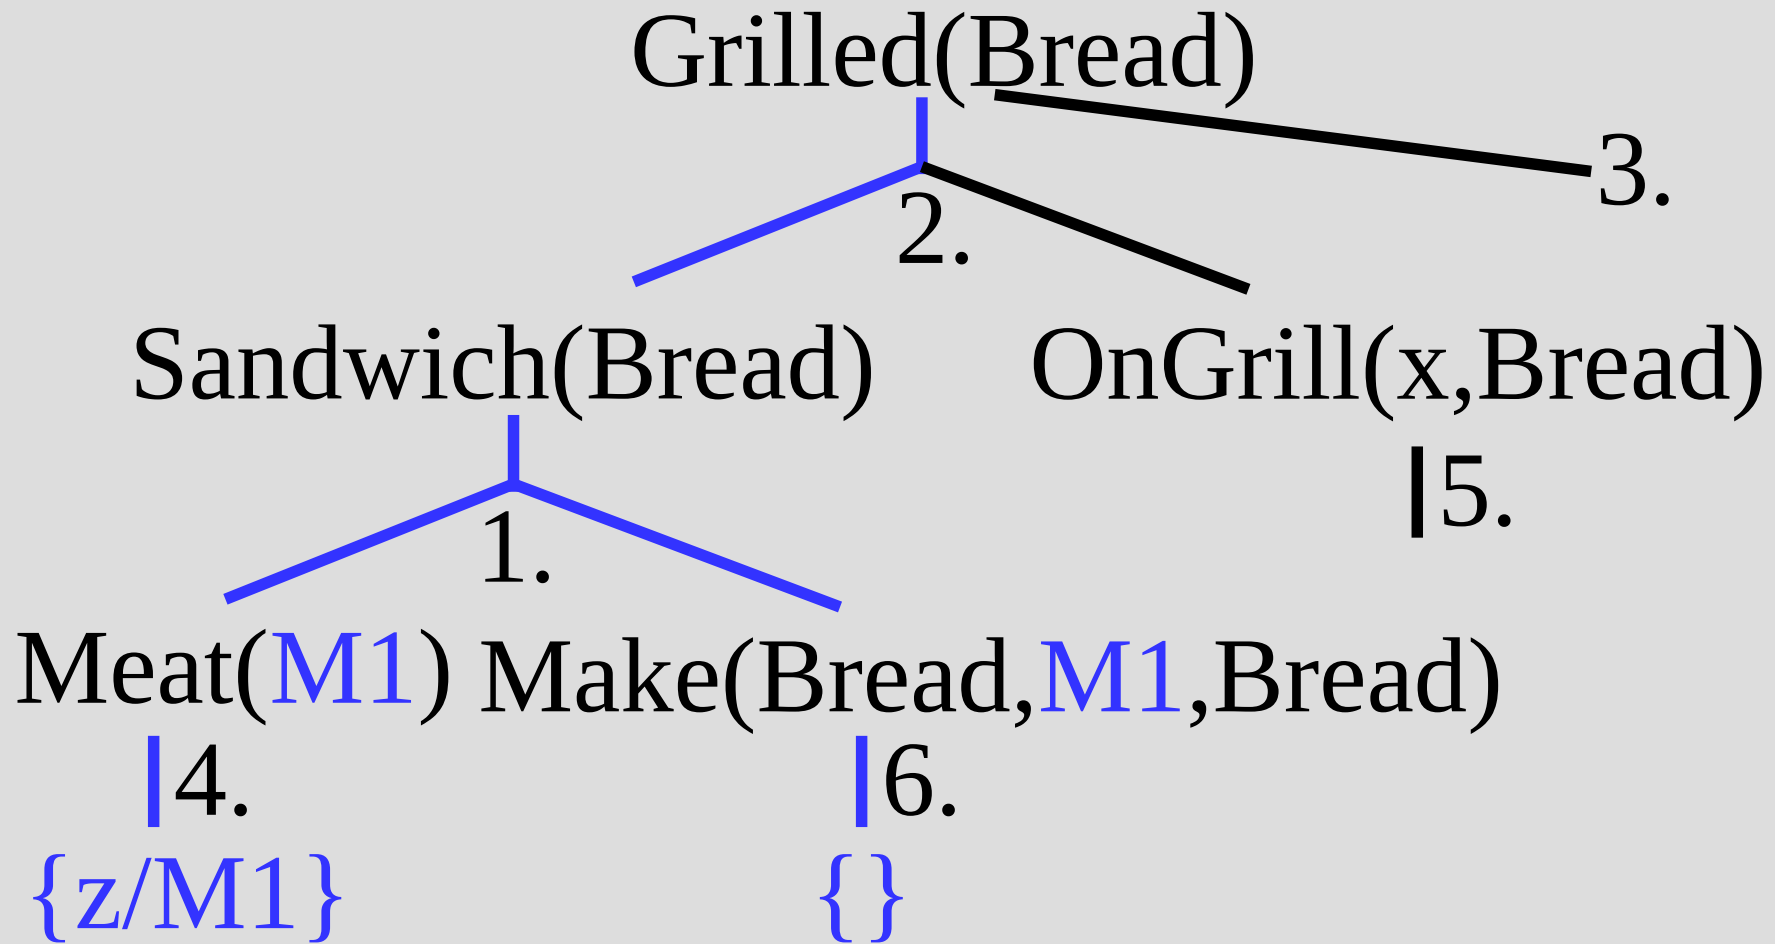 Grilled(Bread)
3.
2.
Sandwich(Bread) OnGrill(x,Bread)
5.
1.
Meat(M1) Make(Bread,M1,Bread)
4. 6.
{z/M1} {}